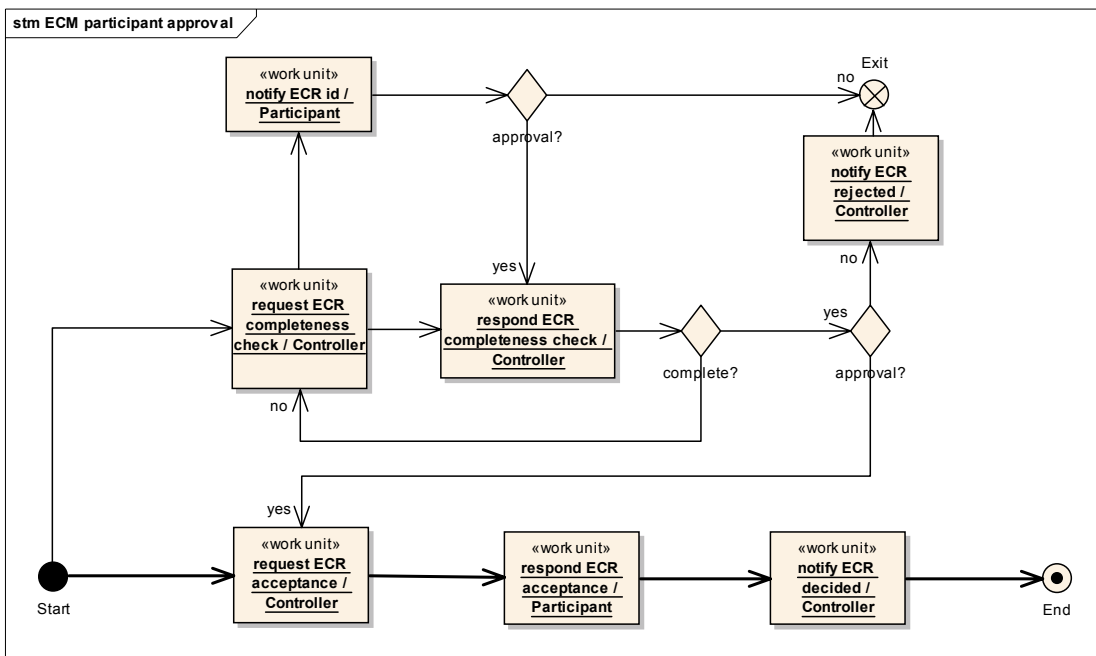 stm ECM participant approval
«work unit»
notify ECR id /
Participant
approval?
no
Exit
«work unit»
notify ECR
rejected /
Controller
no
«work unit»
request ECR
completeness
check / Controller
yes
«work unit»
respond ECR
completeness check /
Controller
complete?
yes
approval?
no
yes
«work unit»
request ECR
acceptance /
Controller
«work unit»
respond ECR
acceptance /
Participant
«work unit»
notify ECR
decided /
Controller
Start
End